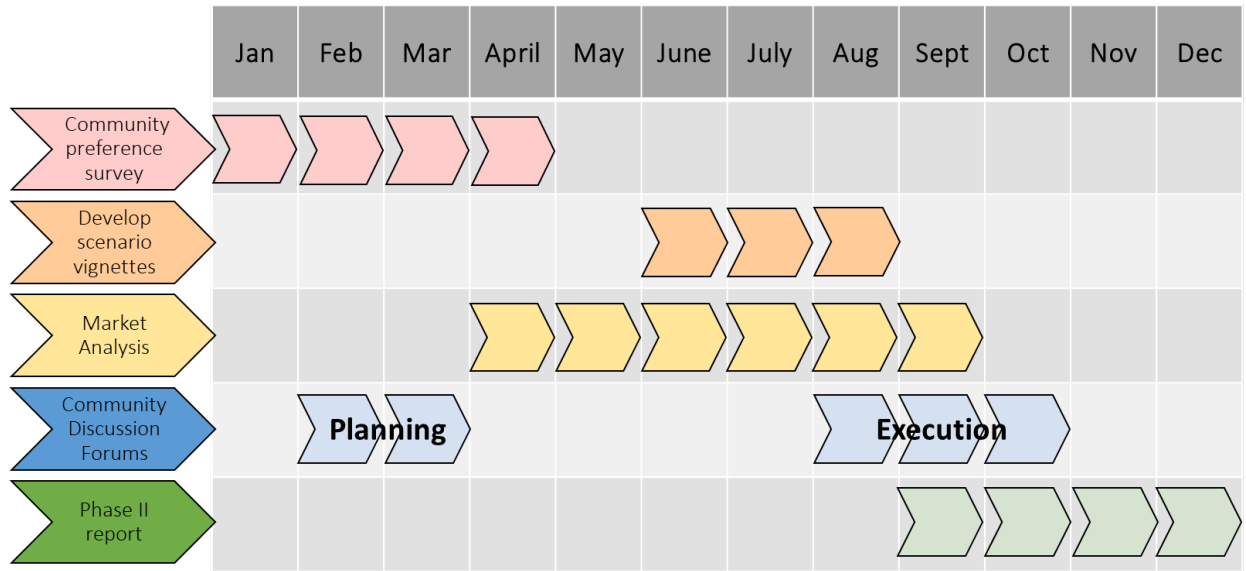 Jan Feb Mar April May June July Aug Sept Oct Nov Dec
Community
preference
survey
Develop
scenario
vignettes
Market
Analysis
Community
Discussion
Forums
Planning Execution
Phase II
report